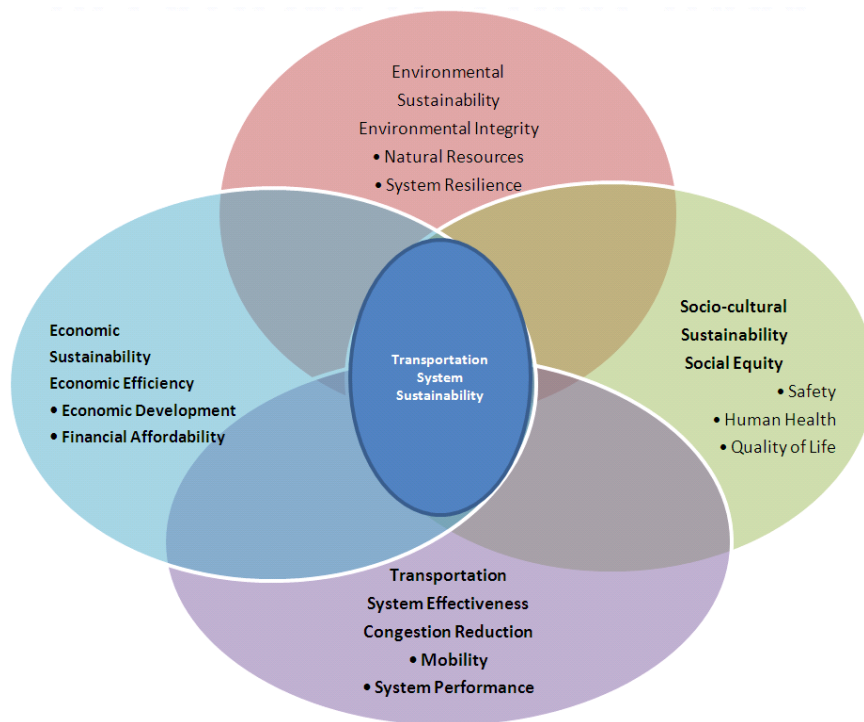 Environmental
Sustainability
Environmental Integrity
• Natural Resources
• System Resilience
Economic
Sustainability
Economic Efficiency
• Economic Development
• Financial Affordability
Transportation
System
Sustainability
Socio-cultural
Sustainability
Social Equity
• Safety
• Human Health
• Quality of Life
Transportation
System Effectiveness
Congestion Reduction
• Mobility
• System Performance